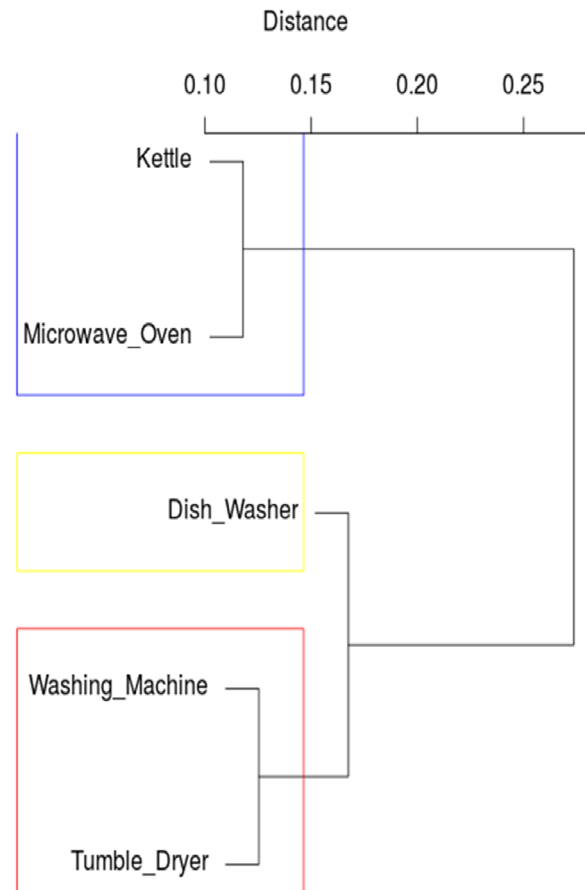 Distance
0.10 0.15 0.20 0.25
Kettle
Microwave_Oven
Dish_Washer
Washing_Machine
Tumble_Dryer